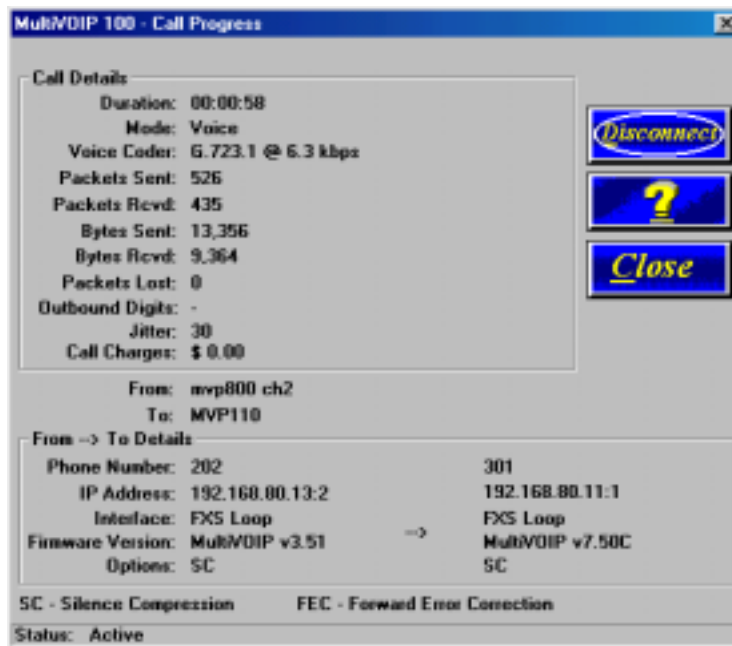 MultiVOIP 100 - Call Progress
Call Details
Duration: 00:00:58
Mode: Voice
Voice Coder: G.723.1 @ 6.3 kbps
Packets Sent: 526
Packets Rcvd: 435
Bytes Sent: 13,356
Bytes Rcvd: 9,364
Packets Lost: 0
Outbound Digits: -
Jitter: 30
Call Charges: $ 0.00
Disconnect
?
Close
From: mvp800 ch2
To: MVP110
From --> To Details
Phone Number: 202 301
IP Address: 192.168.80.13:2 192.168.80.11:1
Interface: FXS Loop FXS Loop
Firmware Version: MultiVOIP v3.51 --> MultiVOIP v7.50C
Options: SC SC
SC - Silence Compression FEC - Forward Error Correction
Status: Active